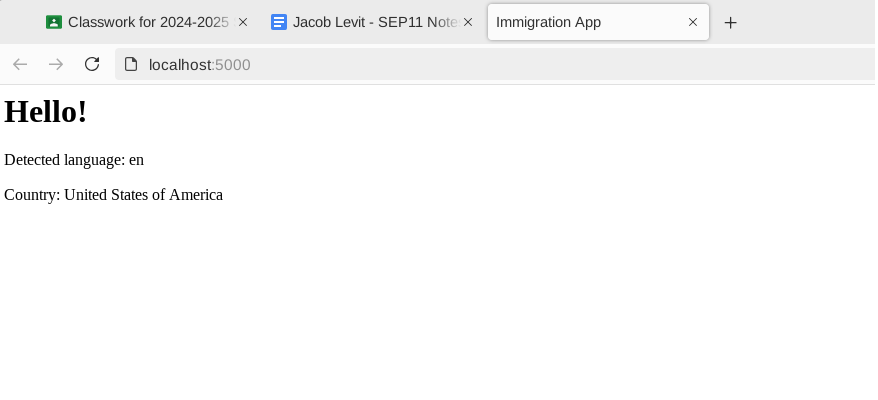 Classwork for 2024-2025
Jacob Levit - SEP11 Note
Immigration App
localhost:5000
Hello!
Detected language: en
Country: United States of America